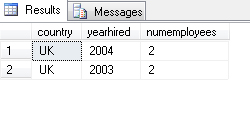 Results Messages
country yearhired numemployees
1 UK 2004 2
2 UK 2003 2